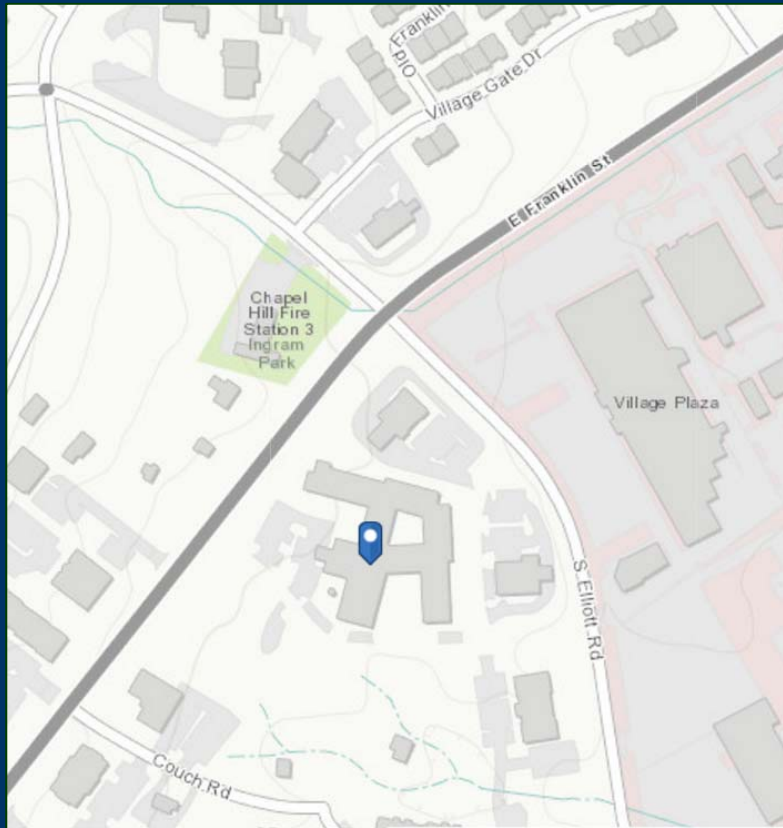 Franklin
Old
Village Gate Dr
E Franklin St
Chapel
Hill Fire
Station 3
Ingram
Park
Village Plaza
S Elliott Rd
Couch Rd